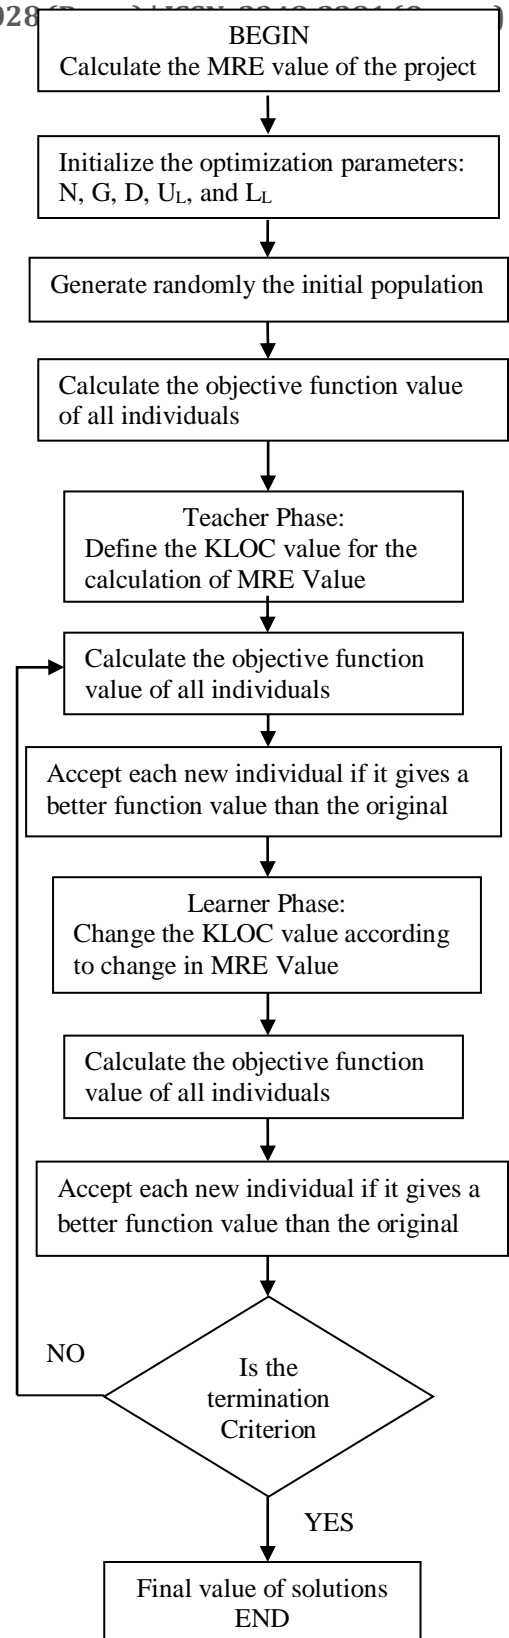 028
BEGIN
Calculate the MRE value of the project
Initialize the optimization parameters:
N, G, D, U_L, and L_L
Generate randomly the initial population
Calculate the objective function value
of all individuals
Teacher Phase:
Define the KLOC value for the
calculation of MRE Value
Calculate the objective function
value of all individuals
Accept each new individual if it gives a
better function value than the original
Learner Phase:
Change the KLOC value according
to change in MRE Value
Calculate the objective function
value of all individuals
Accept each new individual if it gives a
better function value than the original
NO
Is the
termination
Criterion
YES
Final value of solutions
END